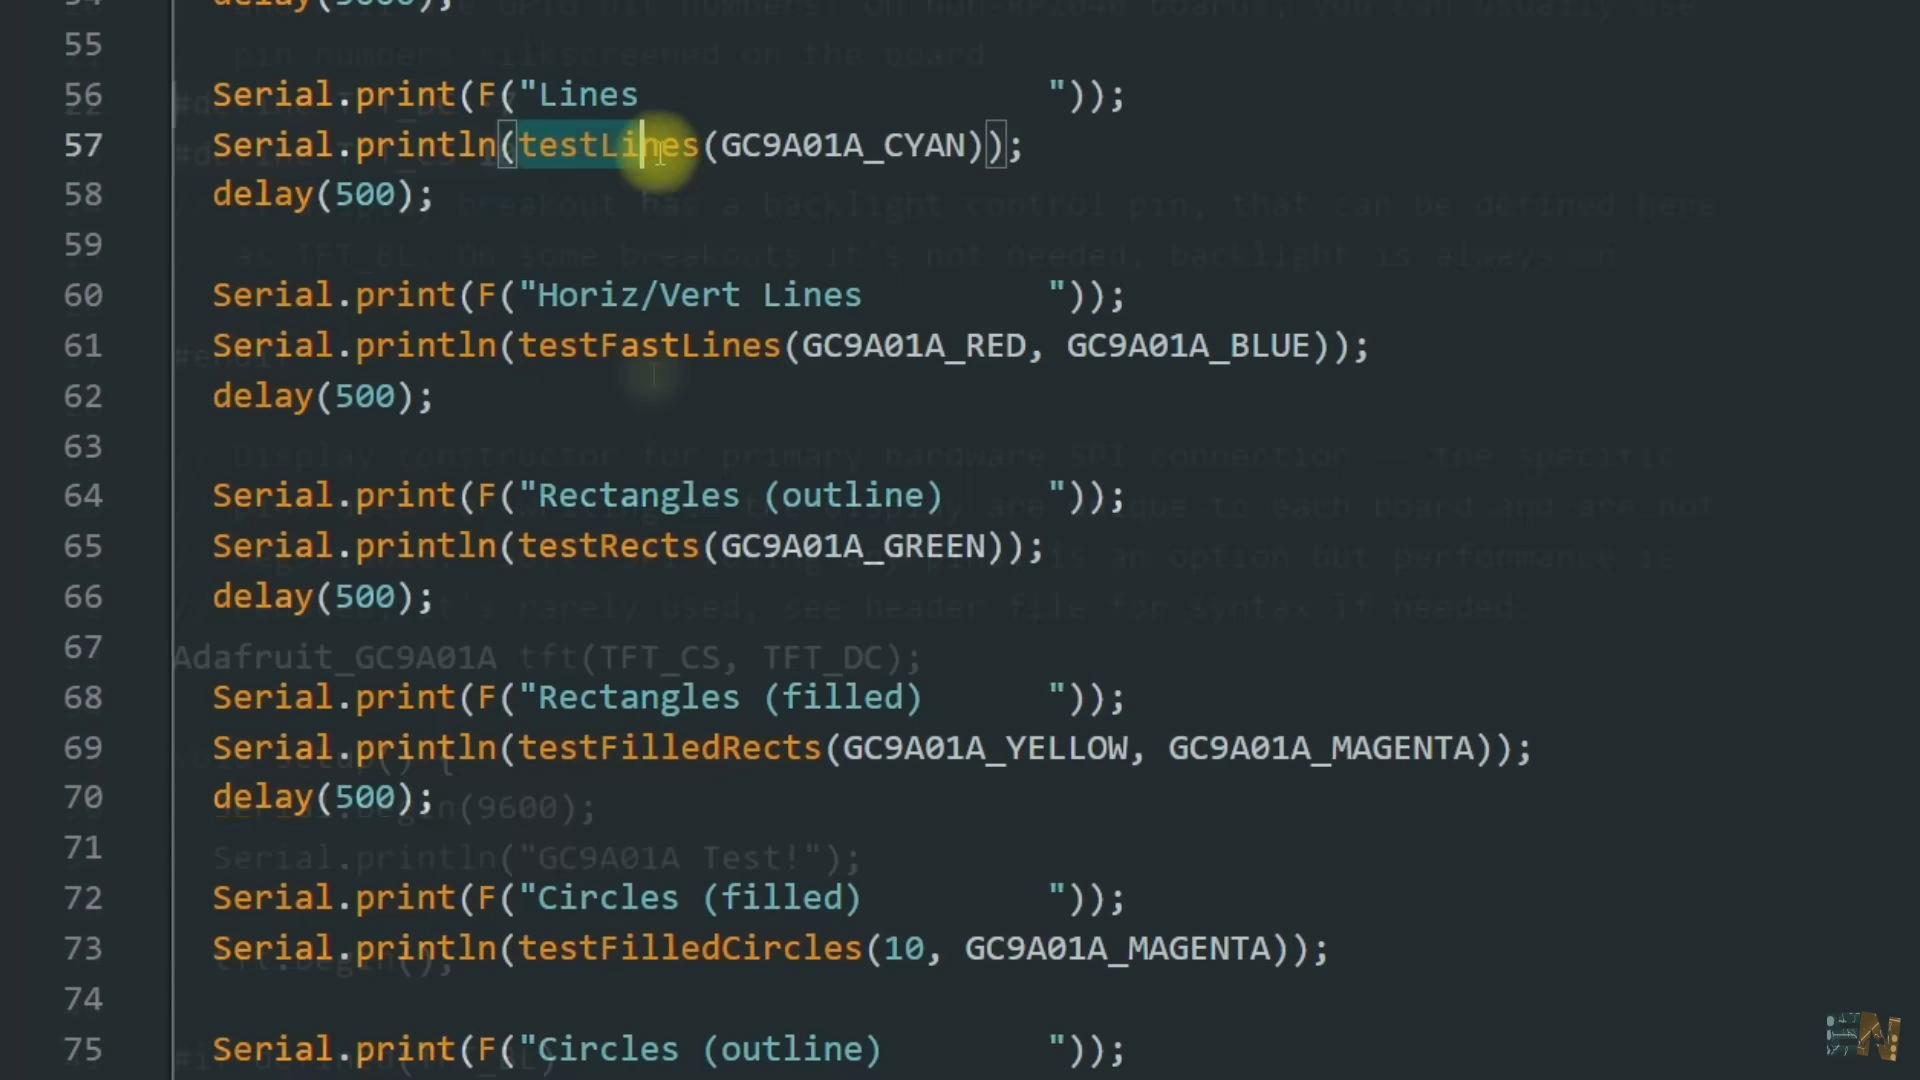 55
56 Serial.print(F("Lines                    "));
57 Serial.println(testLines(GC9A01A_CYAN));
58 delay(500);
59
60 Serial.print(F("Horiz/Vert Lines         "));
61 Serial.println(testFastLines(GC9A01A_RED, GC9A01A_BLUE));
62 delay(500);
63
64 Serial.print(F("Rectangles (outline)     "));
65 Serial.println(testRects(GC9A01A_GREEN));
66 delay(500);
67
Adafruit_GC9A01A tft(TFT_CS, TFT_DC);
68 Serial.print(F("Rectangles (filled)      "));
69 Serial.println(testFilledRects(GC9A01A_YELLOW, GC9A01A_MAGENTA));
70 delay(500);
71
Serial.println("GC9A01A Test!");
72 Serial.print(F("Circles (filled)         "));
73 Serial.println(testFilledCircles(10, GC9A01A_MAGENTA));
74
75 Serial.print(F("Circles (outline)        "));